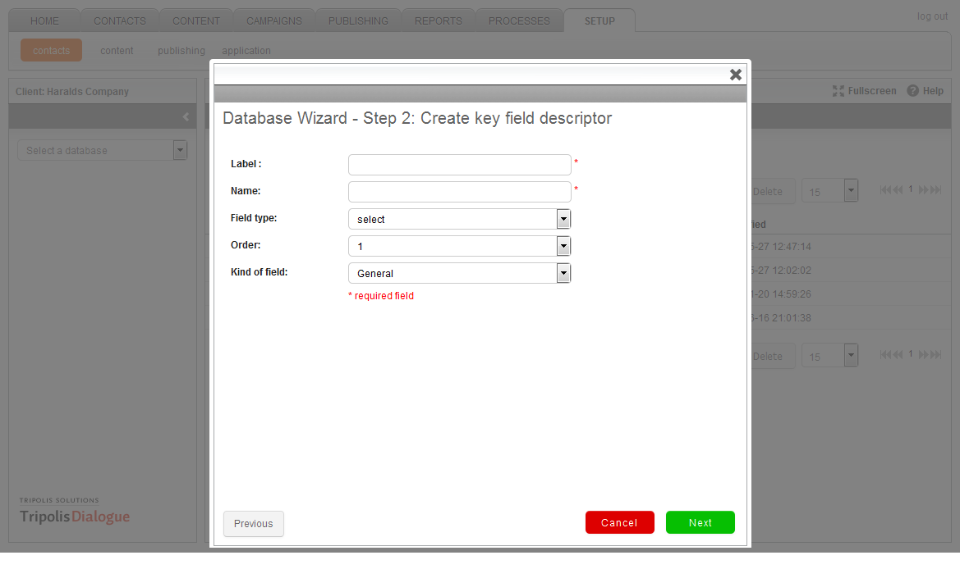 HOME CONTACTS CONTENT CAMPAIGNS PUBLISHING REPORTS PROCESSES SETUP log out
contacts content publishing application
Client: Haralds Company Fullscreen Help
Database Wizard - Step 2: Create key field descriptor
Select a database
Label : *
Name: *
Delete 15 1
Field type: select
ied
Order: 1
-27 12:47:14
Kind of field: General
-27 12:02:02
* required field
-20 14:59:26
-16 21:01:38
Delete 15 1
TRIPOLIS SOLUTIONS
TripolisDialogue
Previous Cancel Next